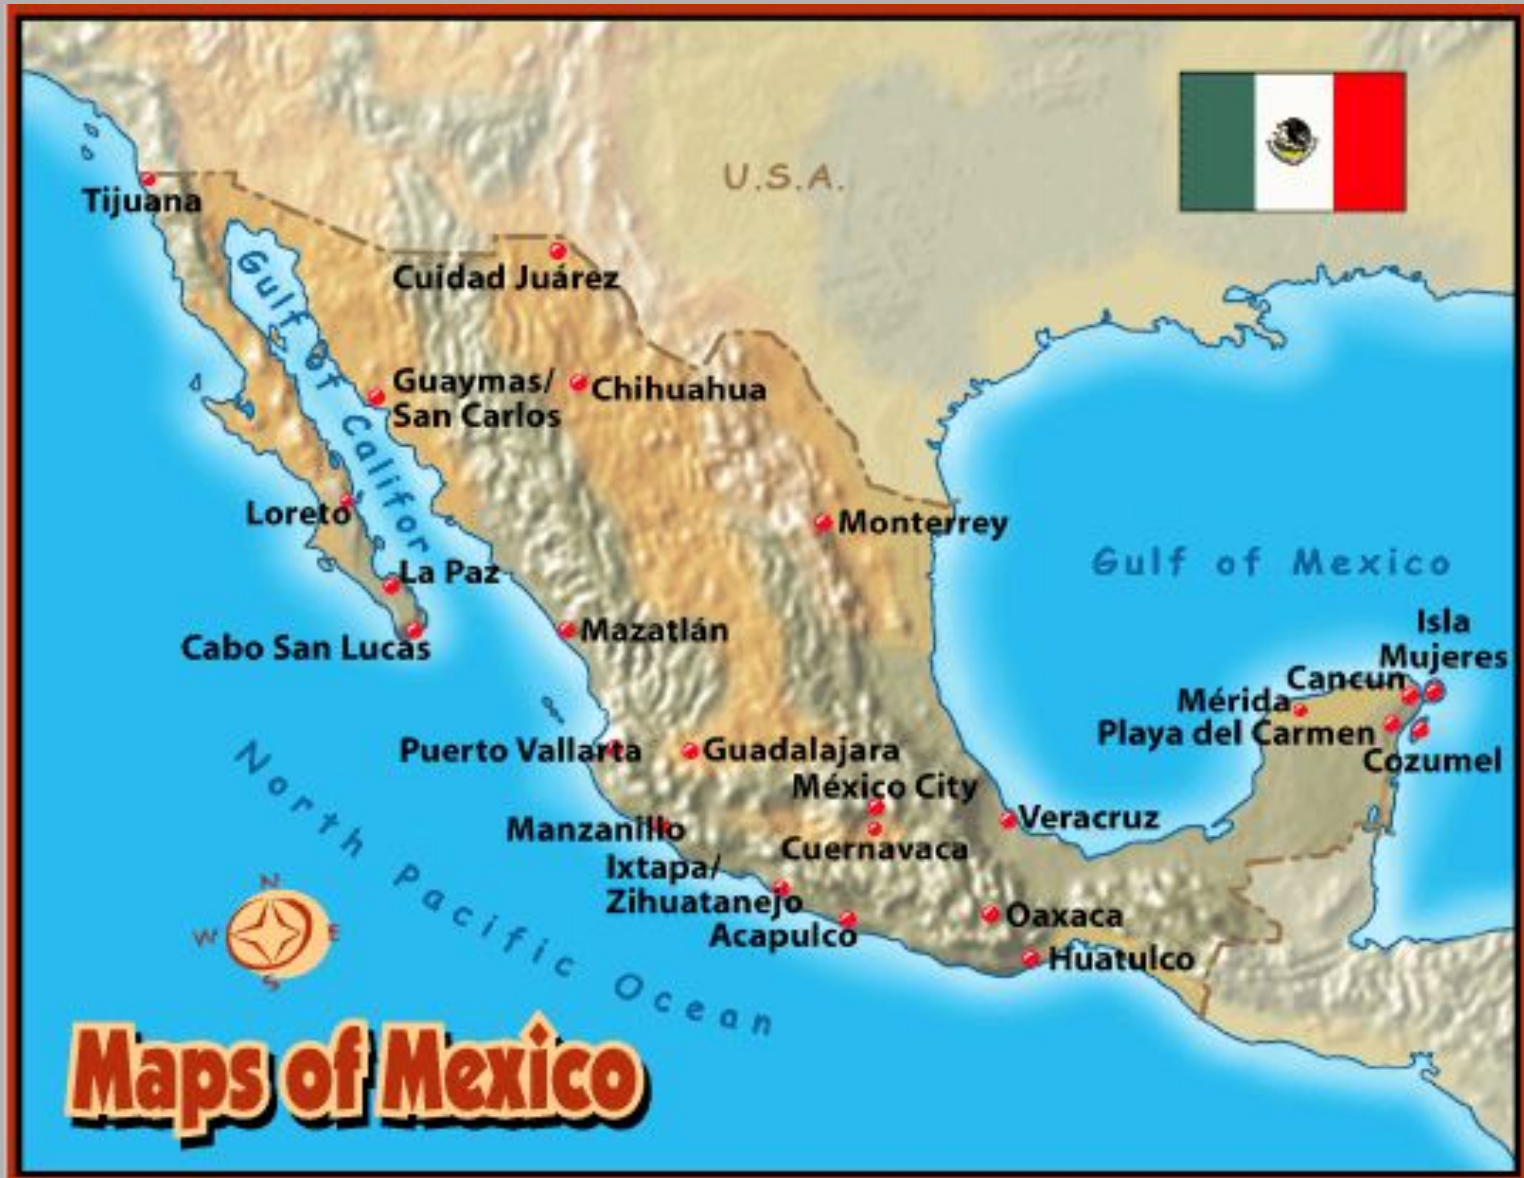 U.S.A.
Tijuana
Cuidad Juárez
Gulf of Califor
Guaymas/
San Carlos
Chihuahua
Loreto
Monterrey
Gulf of Mexico
La Paz
Isla
Mujeres
Mazatlán
Cabo San Lucas
Cancun
Mérida
Playa del Carmen
Puerto Vallarta
Guadalajara
Cozumel
México City
Veracruz
Manzanillo
Cuernavaca
Ixtapa/
Zihuatanejo
Acapulco
Oaxaca
Huatulco
North Pacific Ocean
N
W
E
S
Maps of Mexico